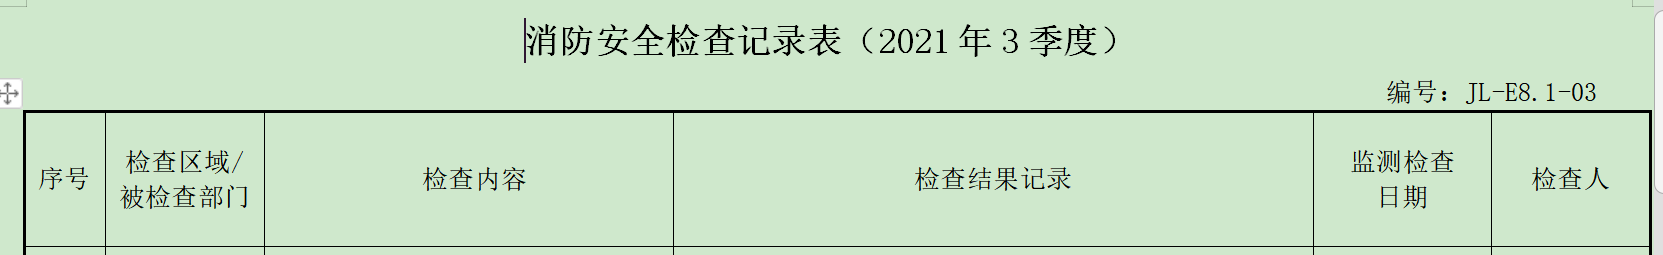 消防安全检查记录表（2021年3季度）
编号：JL-E8.1-03
序号
检查区域/
被检查部门
检查内容
检查结果记录
监测检查
日期
检查人